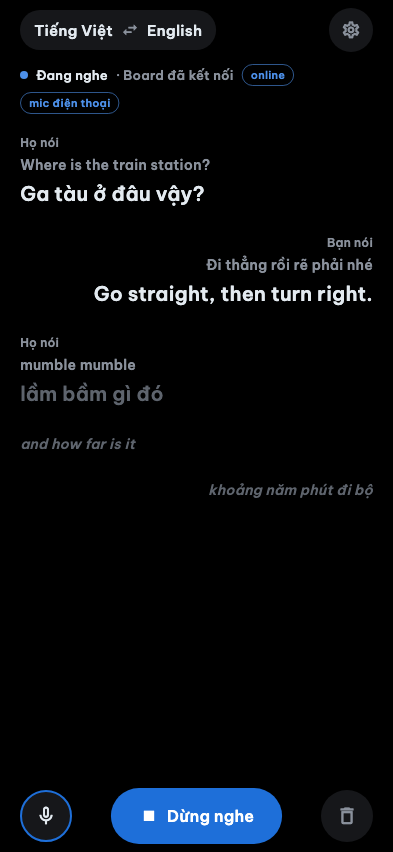 Tiếng Việt English
Đang nghe · Board đã kết nối online
mic điện thoại
Họ nói
Where is the train station?
Ga tàu ở đâu vậy?
Bạn nói
Đi thẳng rồi rẽ phải nhé
Go straight, then turn right.
Họ nói
mumble mumble
lầm bầm gì đó
and how far is it
khoảng năm phút đi bộ
Dừng nghe